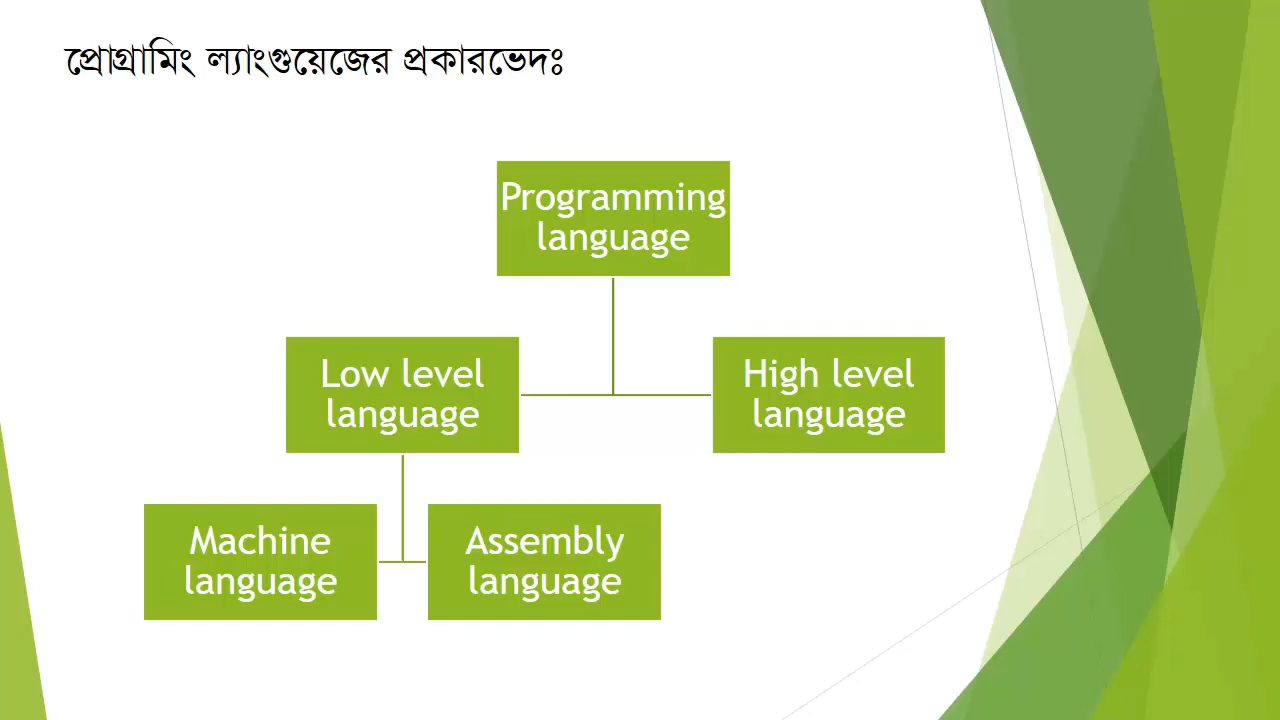 প্রোগ্রামিং ল্যাংগুয়েজের প্রকারভেদঃ
Programming
language
Low level
language
High level
language
Machine
language
Assembly
language